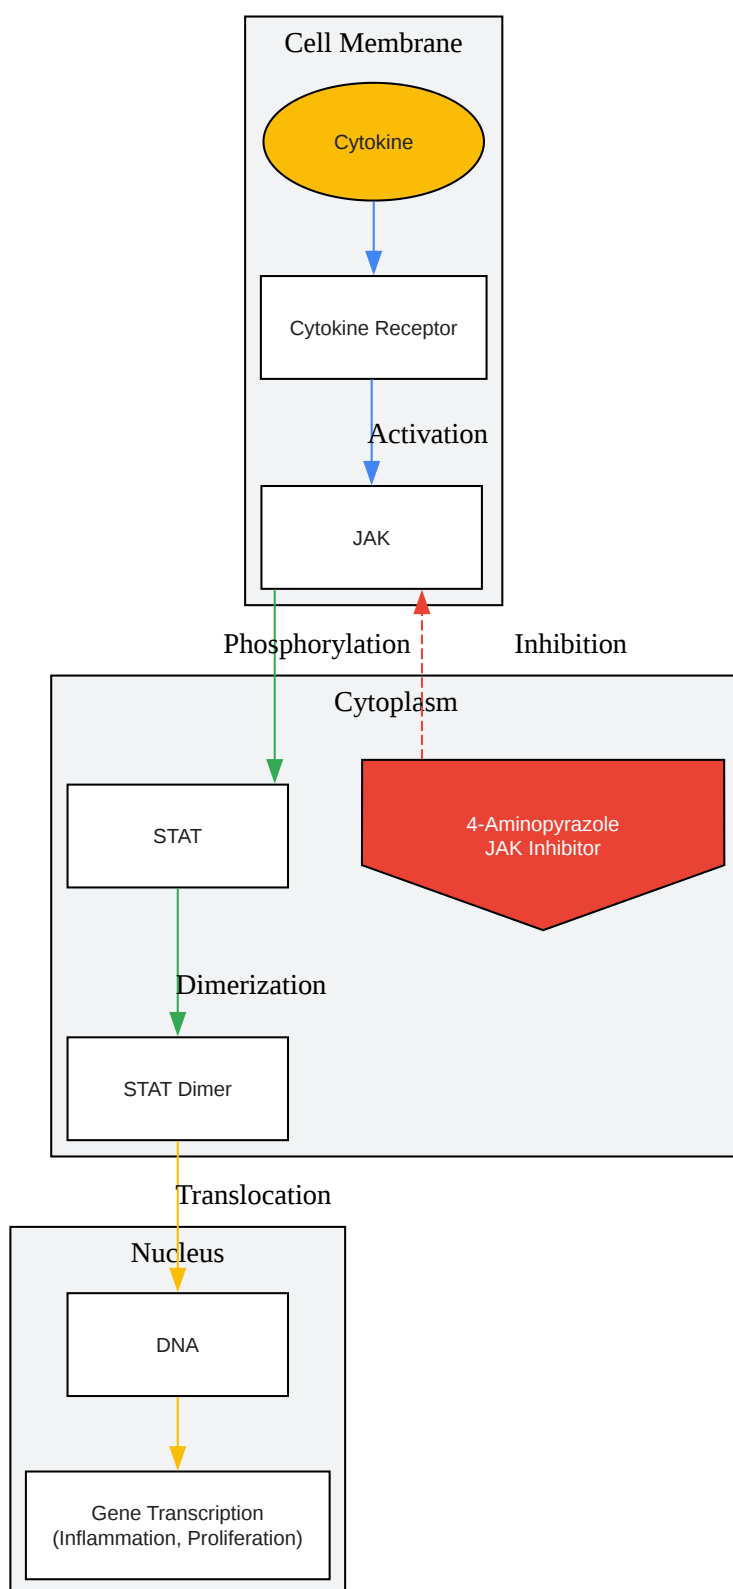 Cell Membrane
Cytokine
Cytokine Receptor
Activation
JAK
Phosphorylation
Inhibition
Cytoplasm
4-Aminopyrazole
JAK Inhibitor
STAT
Dimerization
STAT Dimer
Translocation
Nucleus
DNA
Gene Transcription
(Inflammation, Proliferation)